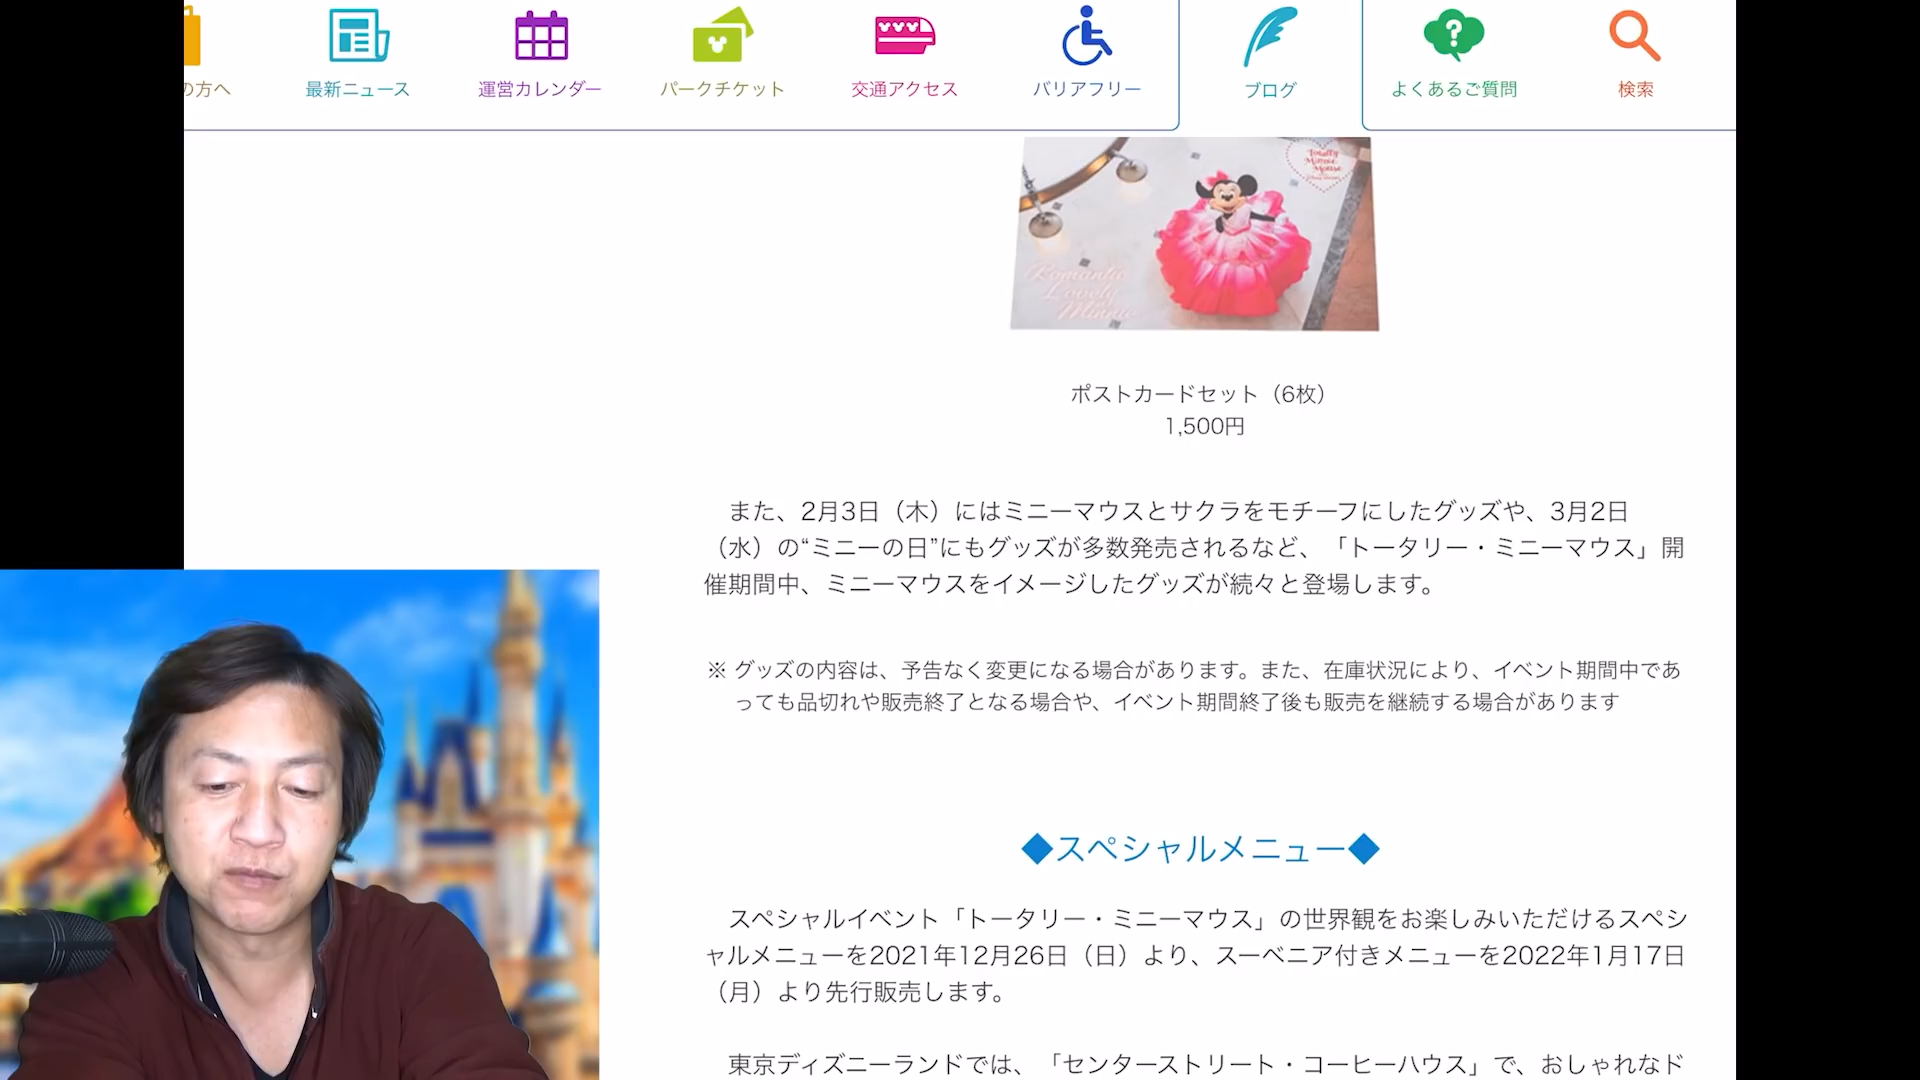 の方へ
最新ニュース
運営カレンダー
パークチケット
交通アクセス
バリアフリー
ブログ
よくあるご質問
検索
Totally
Minnie
Mouse
Romantic
Lovely
Minnie
ポストカードセット（6枚）
1,500円
また、2月3日（木）にはミニーマウスとサクラをモチーフにしたグッズや、3月2日
（水）の“ミニーの日”にもグッズが多数発売されるなど、「トータリー・ミニーマウス」開
催期間中、ミニーマウスをイメージしたグッズが続々と登場します。
※ グッズの内容は、予告なく変更になる場合があります。また、在庫状況により、イベント期間中であ
っても品切れや販売終了となる場合や、イベント期間終了後も販売を継続する場合があります
◆スペシャルメニュー◆
スペシャルイベント「トータリー・ミニーマウス」の世界観をお楽しみいただけるスペシ
ャルメニューを2021年12月26日（日）より、スーベニア付きメニューを2022年1月17日
（月）より先行販売します。
東京ディズニーランドでは、「センターストリート・コーヒーハウス」で、おしゃれなド